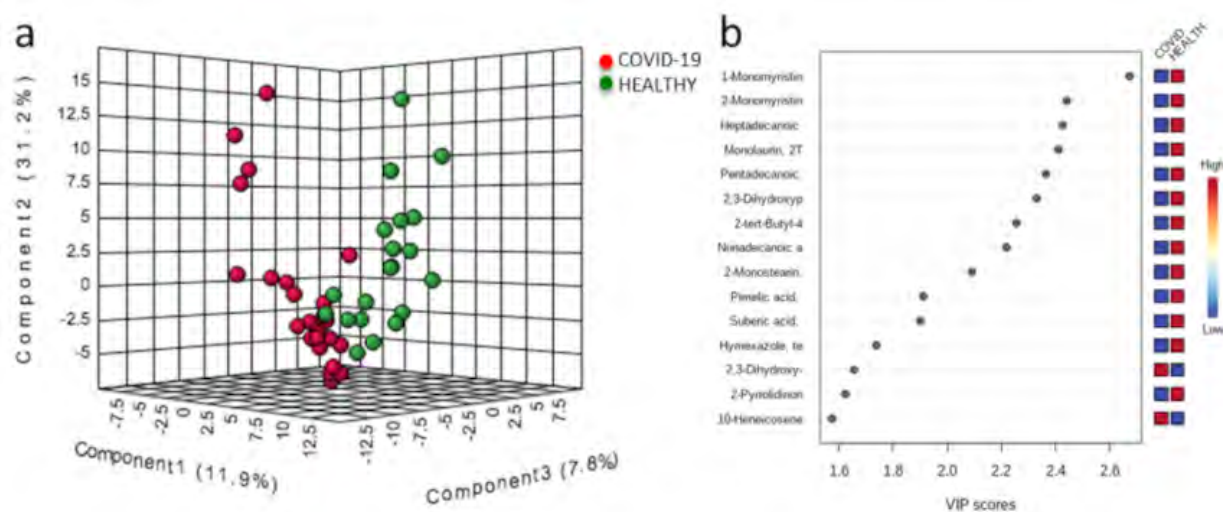 a
COVID-19
HEALTHY
Component2 (31.2%)
15
12.5
10
7.5
5
2.5
0
-2.5
-5
-7.5 -5 -2.5 0 2.5 5 7.5 10 12.5
Component1 (11.9%)
-12.5 -10 -7.5 -5 -2.5 0 2.5 5 7.5
Component3 (7.8%)
b
COVID
HEALTH
1-Monomyristin
2-Monomyristin
Heptadecanoic
Monolaurin, 2T
Pentadecanoic,
2,3-Dihydroxyp
2-tert-Butyl-4
Nonadecanoic a
2-Monostearin,
Pimelic acid,
Suberic acid,
Hymexazole, te
2,3-Dihydroxy-
2-Pyrrolidinon
10-Heneicosene
1.6 1.8 2.0 2.2 2.4 2.6
VIP scores
High
Low